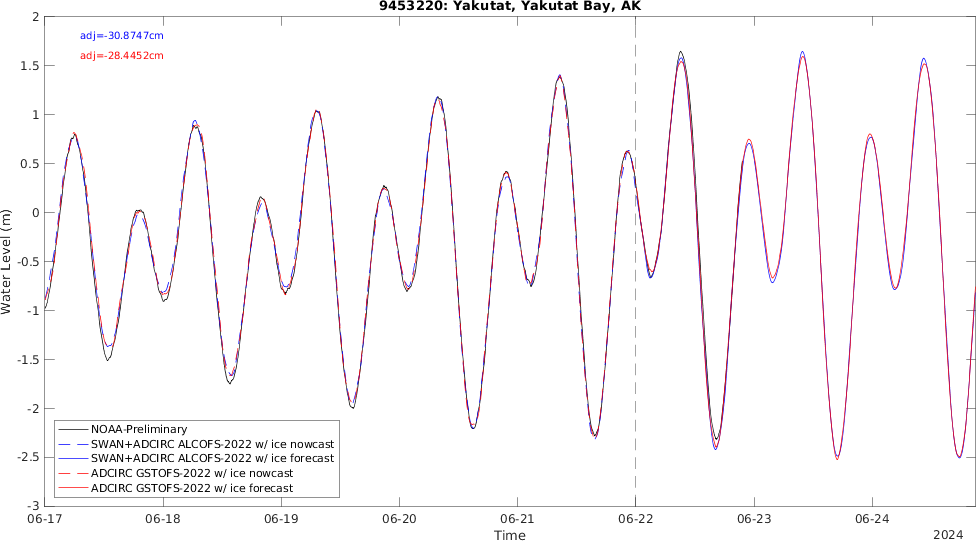 9453220: Yakutat, Yakutat Bay, AK
adj=-30.8747cm
adj=-28.4452cm
Water Level (m)
2
1.5
1
0.5
0
-0.5
-1
-1.5
-2
-2.5
-3
NOAA-Preliminary
SWAN+ADCIRC ALCOFS-2022 w/ ice nowcast
SWAN+ADCIRC ALCOFS-2022 w/ ice forecast
ADCIRC GSTOFS-2022 w/ ice nowcast
ADCIRC GSTOFS-2022 w/ ice forecast
06-17 06-18 06-19 06-20 06-21 06-22 06-23 06-24
Time
2024